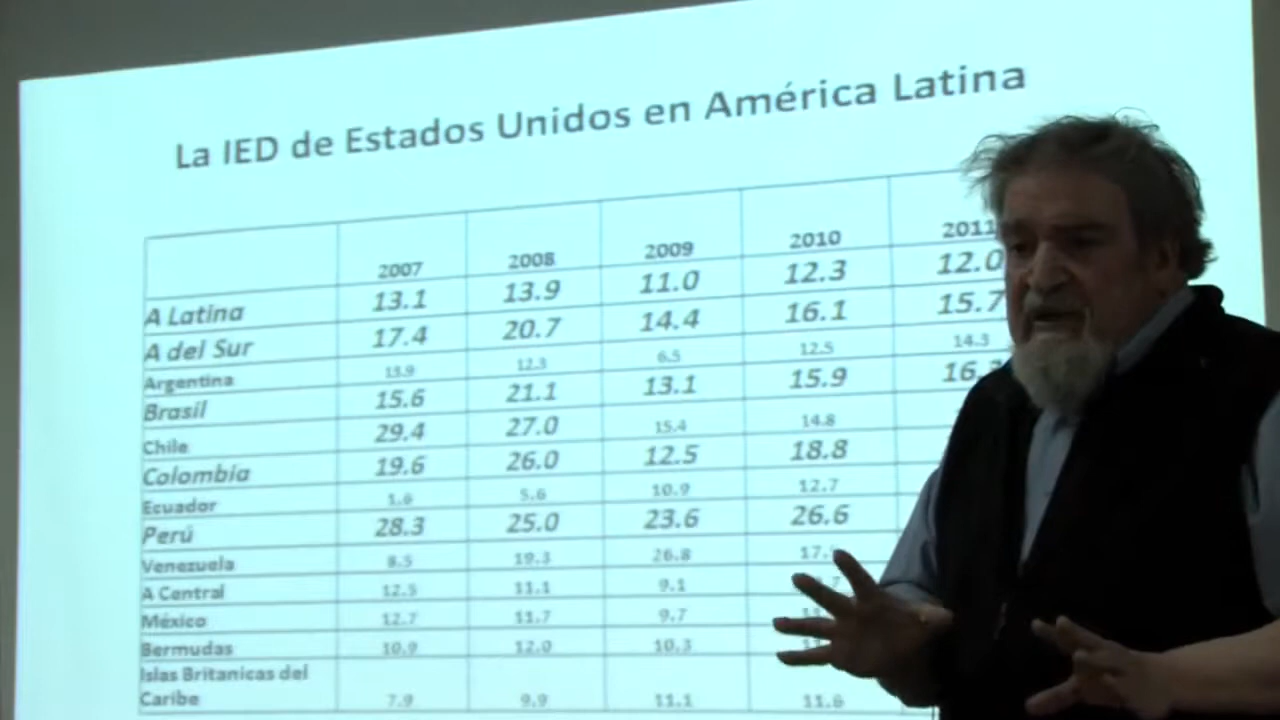 La IED de Estados Unidos en América Latina
2007 2008 2009 2010 2011
A Latina 13.1 13.9 11.0 12.3 12.0
A del Sur 17.4 20.7 14.4 16.1 15.7
Argentina 13.9 12.3 6.5 12.5 14.3
Brasil 15.6 21.1 13.1 15.9 16.
Chile 29.4 27.0 15.4 14.8
Colombia 19.6 26.0 12.5 18.8
Ecuador 1.6 5.6 10.9 12.7
Perú 28.3 25.0 23.6 26.6
Venezuela 8.5 19.3 26.8 17.
A Central 12.5 11.1 9.1
México 12.7 11.7 9.7
Bermudas 10.9 12.0 10.3
Islas Britanicas del
Caribe 7.9 9.9 11.1 11.6